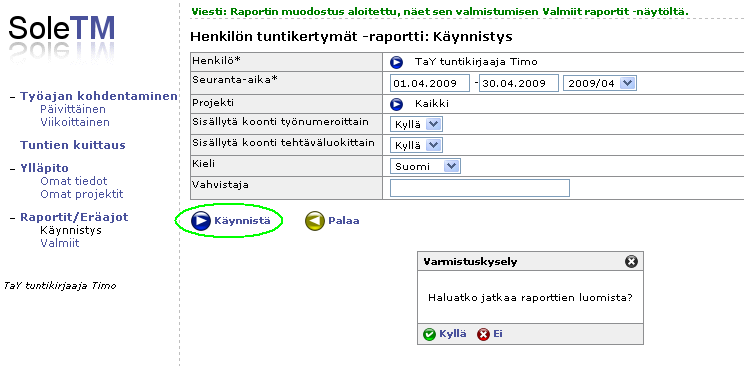 SoleTM
– Työajan kohdentaminen
Päivittäinen
Viikoittainen
Tuntien kuittaus
– Ylläpito
Omat tiedot
Omat projektit
– Raportit/Eräajot
Käynnistys
Valmiit
TaY tuntikirjaaja Timo
Viesti: Raportin muodostus aloitettu, näet sen valmistumisen Valmiit raportit -näytöltä.
Henkilön tuntikertymät -raportti: Käynnistys
Henkilö* TaY tuntikirjaaja Timo
Seuranta-aika* 01.04.2009 - 30.04.2009 2009/04
Projekti Kaikki
Sisällytä koonti työnumeroittain Kyllä
Sisällytä koonti tehtäväluokittain Kyllä
Kieli Suomi
Vahvistaja
Käynnistä Palaa
Varmistuskysely
Haluatko jatkaa raporttien luomista?
Kyllä Ei